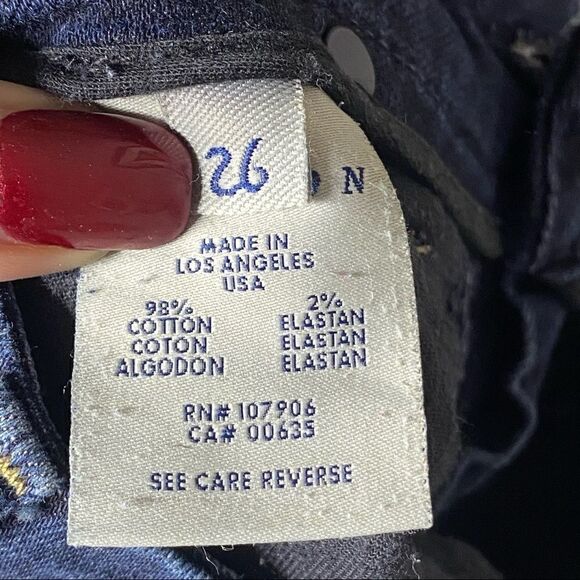 26
N
MADE IN
LOS ANGELES
USA
98% 2%
COTTON ELASTAN
COTON ELASTAN
ALGODON ELASTAN
RN# 107906
CA# 00635
SEE CARE REVERSE